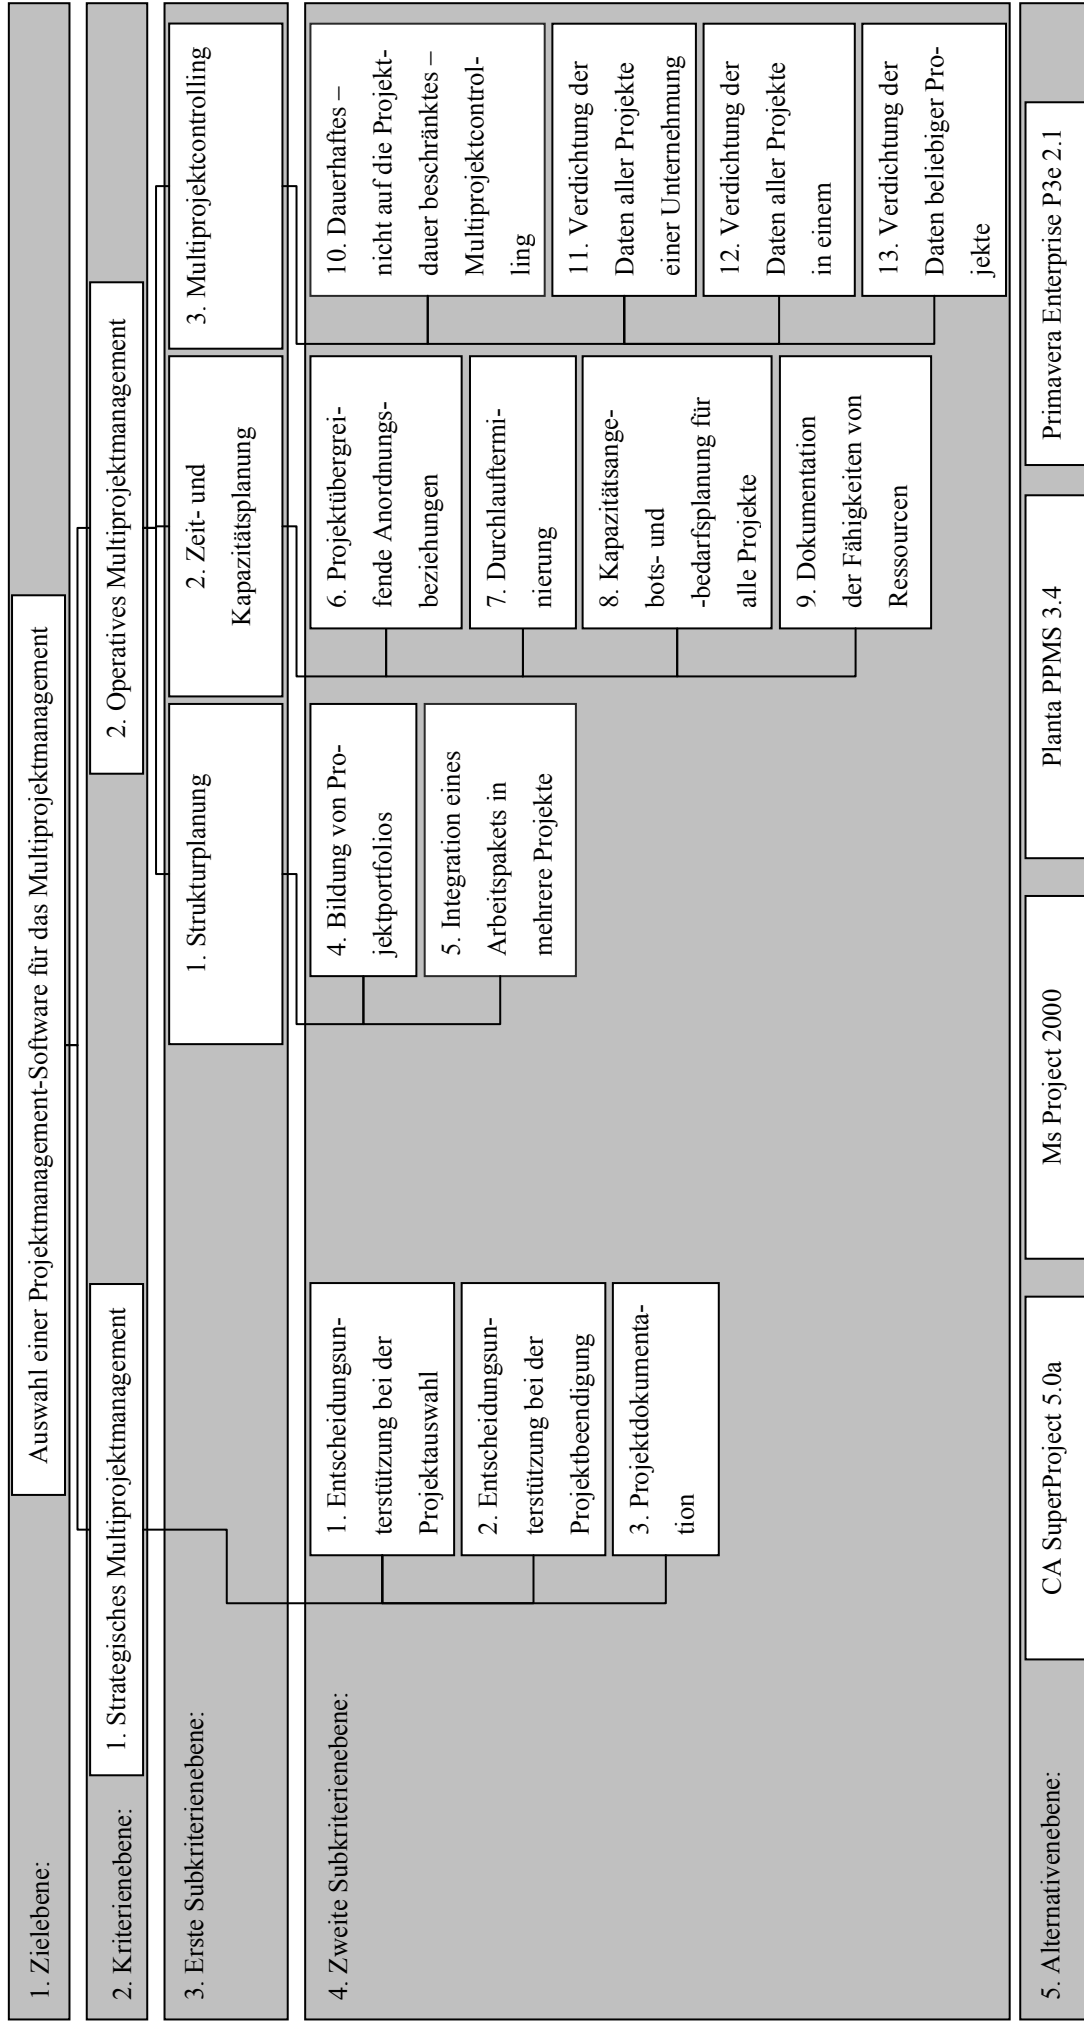 1. Zielebene:
Auswahl einer Projektmanagement-Software für das Multiprojektmanagement
2. Kriterienebene:
1. Strategisches Multiprojektmanagement
2. Operatives Multiprojektmanagement
3. Erste Subkriterienebene:
1. Strukturplanung
2. Zeit- und
Kapazitätsplanung
3. Multiprojektcontrolling
4. Zweite Subkriterienebene:
1. Entscheidungsun-
terstützung bei der
Projektauswahl
2. Entscheidungsun-
terstützung bei der
Projektbeendigung
3. Projektdokumenta-
tion
4. Bildung von Pro-
jektportfolios
5. Integration eines
Arbeitspakets in
mehrere Projekte
6. Projektübergrei-
fende Anordnungs-
beziehungen
7. Durchlauftermi-
nierung
8. Kapazitätsange-
bots- und
-bedarfsplanung für
alle Projekte
9. Dokumentation
der Fähigkeiten von
Ressourcen
10. Dauerhaftes –
nicht auf die Projekt-
dauer beschränktes –
Multiprojektcontrol-
ling
11. Verdichtung der
Daten aller Projekte
einer Unternehmung
12. Verdichtung der
Daten aller Projekte
in einem
13. Verdichtung der
Daten beliebiger Pro-
jekte
5. Alternativenebene:
CA SuperProject 5.0a
Ms Project 2000
Planta PPMS 3.4
Primavera Enterprise P3e 2.1